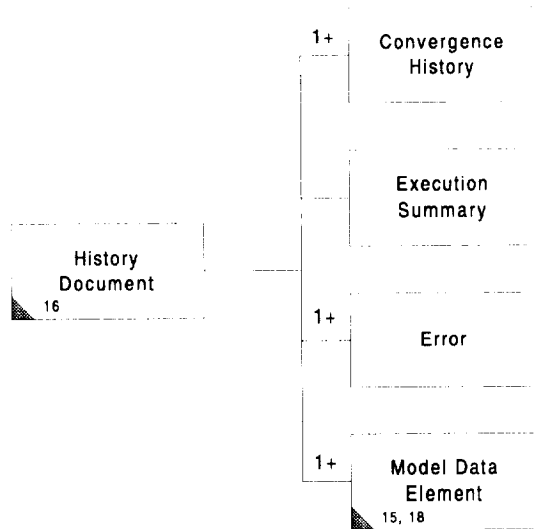 1+
Convergence
History
Execution
Summary
History
Document
16
1+
Error
1+
Model Data
Element
15, 18